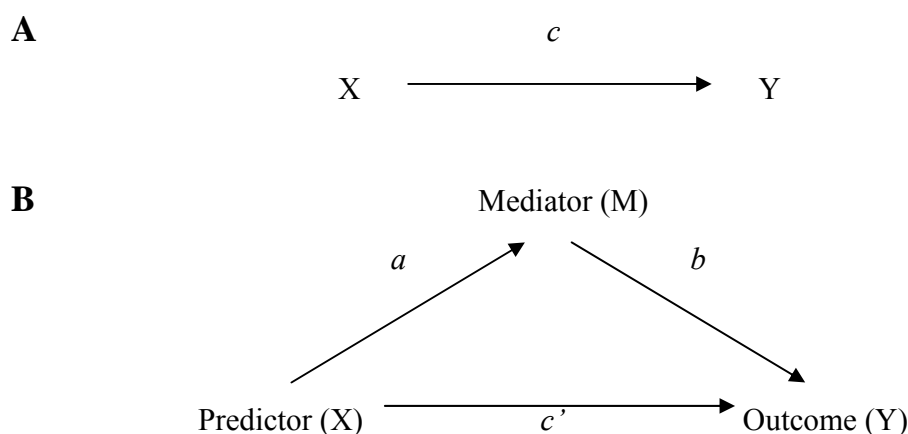 A
c
X Y
B
Mediator (M)
a b
Predictor (X) c’ Outcome (Y)